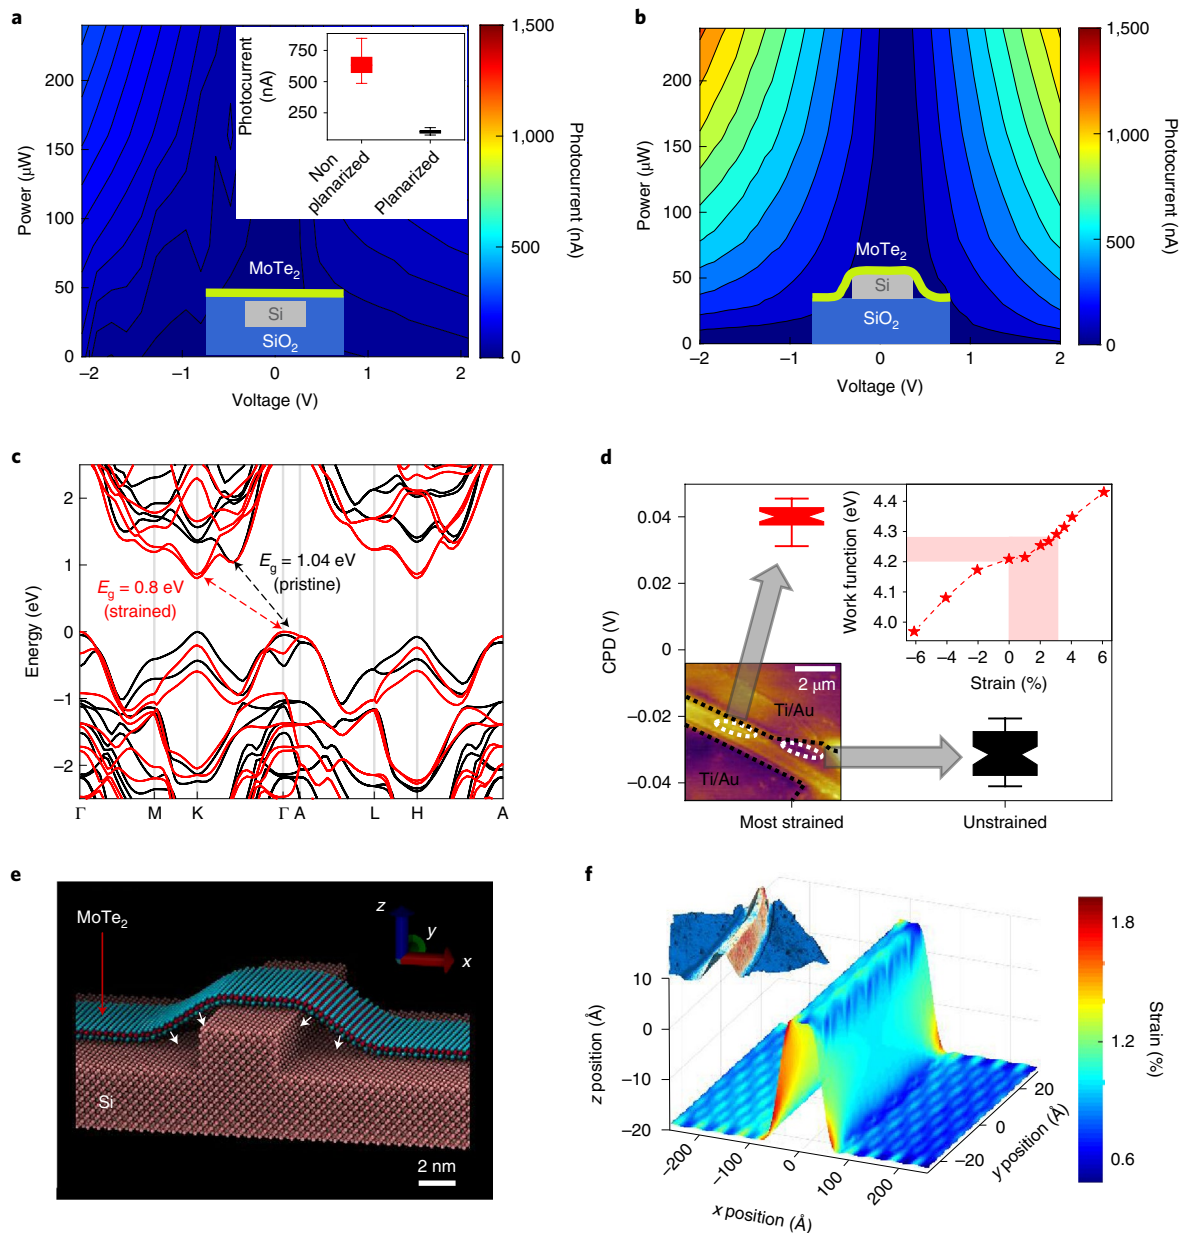 a
Power (µW)
200
150
100
50
0
–2
–1
0
1
2
Voltage (V)
Photocurrent
(nA)
750
500
250
Non
planarized
Planarized
MoTe2
Si
SiO2
1,500
1,000
500
0
Photocurrent (nA)
b
Power (µW)
200
150
100
50
0
–2
–1
0
1
2
Voltage (V)
MoTe2
Si
SiO2
1,500
1,000
500
0
Photocurrent (nA)
c
Energy (eV)
2
1
0
–1
–2
Γ
M
K
Γ
A
L
H
A
Eg = 1.04 eV
(pristine)
Eg = 0.8 eV
(strained)
d
CPD (V)
0.04
0.02
0
–0.02
–0.04
Most strained
Unstrained
2 µm
Ti/Au
Ti/Au
Work function (eV)
4.4
4.3
4.2
4.1
4.0
–6
–4
–2
0
2
4
6
Strain (%)
e
MoTe2
z
y
x
Si
2 nm
f
z position (Å)
10
0
–10
–20
–200
–100
0
100
200
x position (Å)
20
0
–20
y position (Å)
1.8
1.2
0.6
Strain (%)